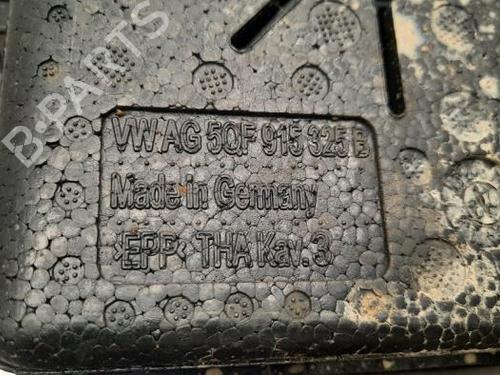 VW AG 5QF 915 325 B
Made in Germany
>EPP< THA Kav. 3
B-PARTS